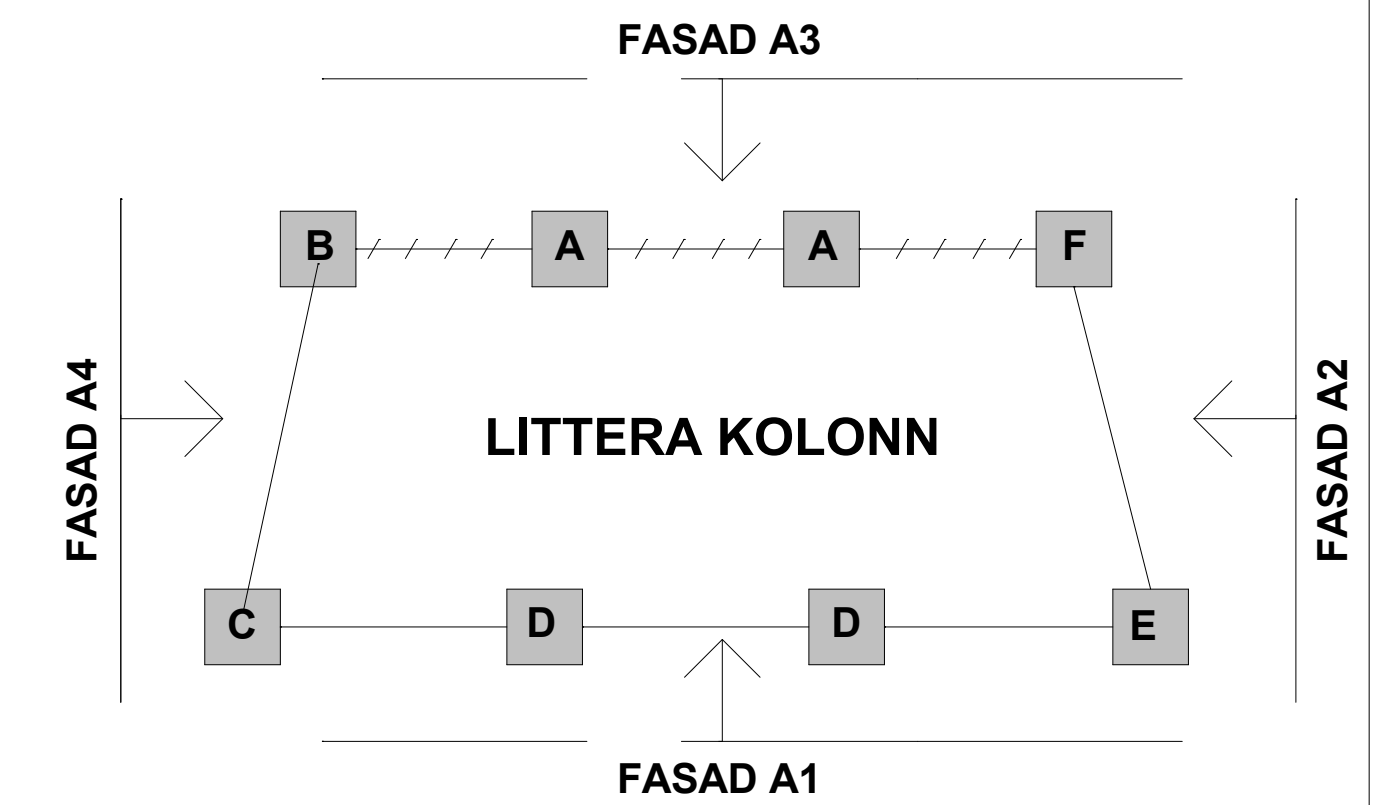 FASAD A3
B A A F
FASAD A4
LITTERA KOLONN
FASAD A2
C D D E
FASAD A1